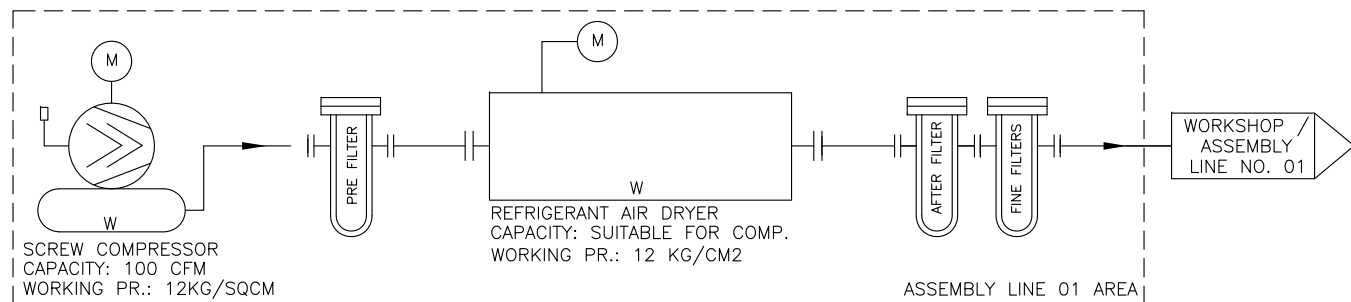 M
M
PRE FILTER
AFTER FILTER
FINE FILTERS
WORKSHOP /
ASSEMBLY
LINE NO. 01
W
W
SCREW COMPRESSOR
CAPACITY: 100 CFM
WORKING PR.: 12KG/SQCM
REFRIGERANT AIR DRYER
CAPACITY: SUITABLE FOR COMP.
WORKING PR.: 12 KG/CM2
ASSEMBLY LINE 01 AREA